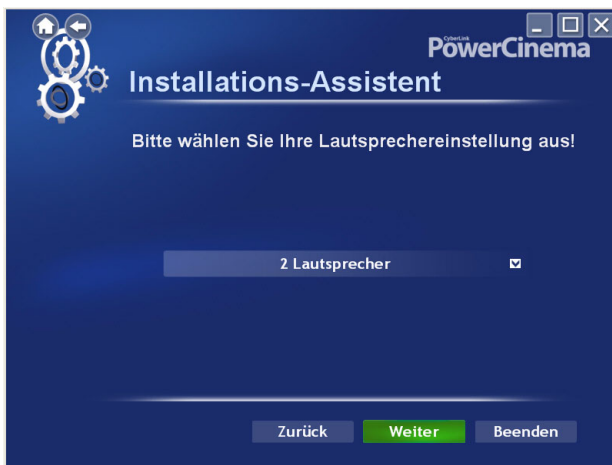 CyberLink
PowerCinema
Installations-Assistent
Bitte wählen Sie Ihre Lautsprechereinstellung aus!
2 Lautsprecher
Zurück Weiter Beenden